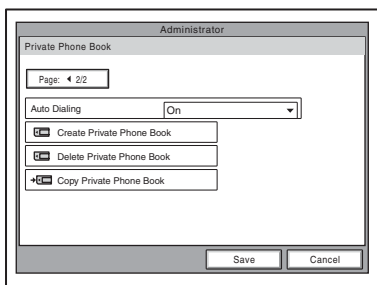 Administrator
Private Phone Book
Page: 2/2
Auto Dialing On
Create Private Phone Book
Delete Private Phone Book
Copy Private Phone Book
Save Cancel